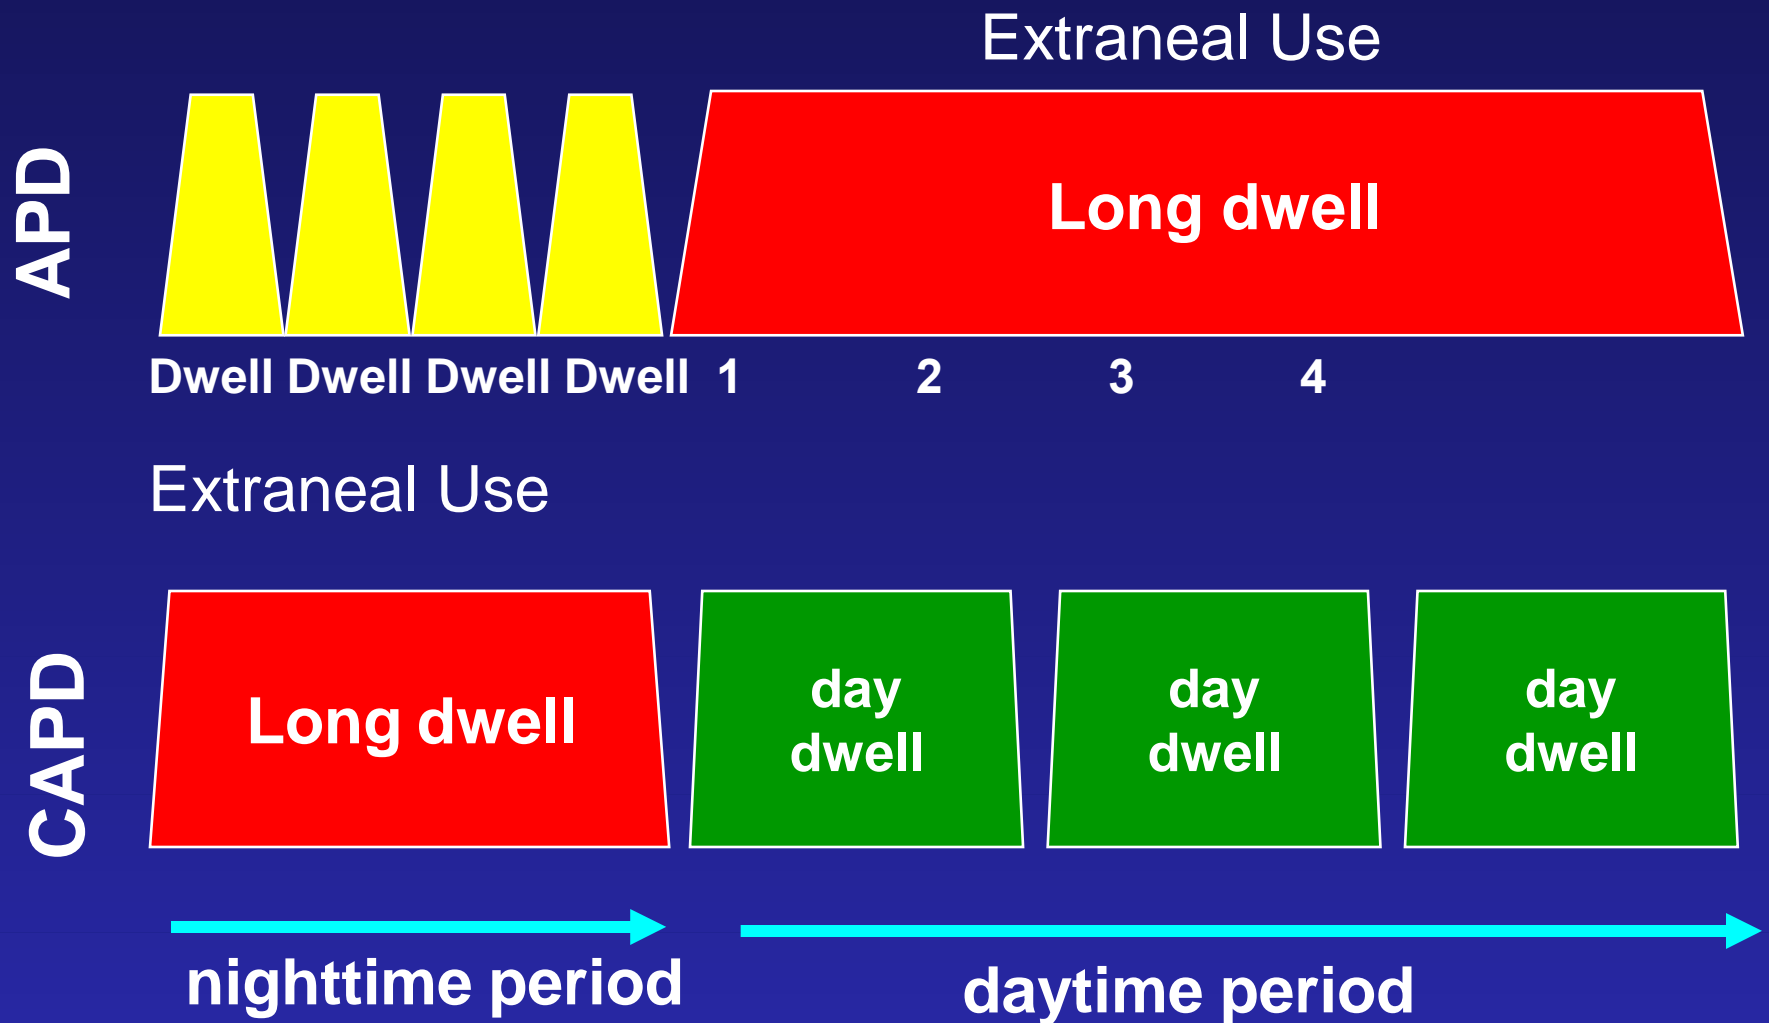 Extraneal Use
APD
Long dwell
Dwell Dwell Dwell Dwell 1 2 3 4
Extraneal Use
CAPD
Long dwell
day
dwell
day
dwell
day
dwell
nighttime period
daytime period